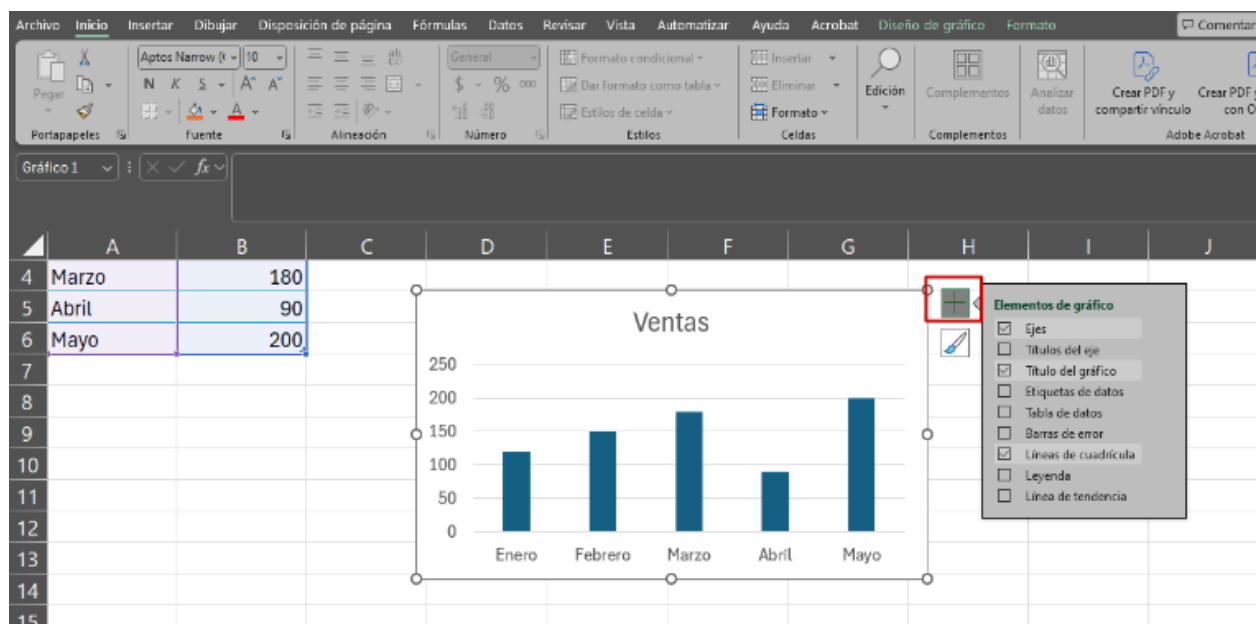 Archivo Inicio Insertar Dibujar Disposición de página Fórmulas Datos Revisar Vista Automatizar Ayuda Acrobat Diseño de gráfico Formato Comentar
Aptos Narrow (t 10 General Formato condicional Insertar
Pegar N K S A A $ % 000 Dar formato como tabla Eliminar Edición Complementos Analizar datos Crear PDF y compartir vínculo Crear PDF y con
A Estilos de celda Formato
Portapapeles Fuente Alineación Número Estilos Celdas Complementos Adobe Acrobat
Gráfico 1 fx
A B C D E F G H I J
4 Marzo 180
5 Abril 90
6 Mayo 200
7
8
9
10
11
12
13
14
15
Ventas
250
200
150
100
50
0
Enero Febrero Marzo Abril Mayo
Elementos de gráfico
Ejes
Títulos del eje
Título del gráfico
Etiquetas de datos
Tabla de datos
Barras de error
Líneas de cuadrícula
Leyenda
Línea de tendencia